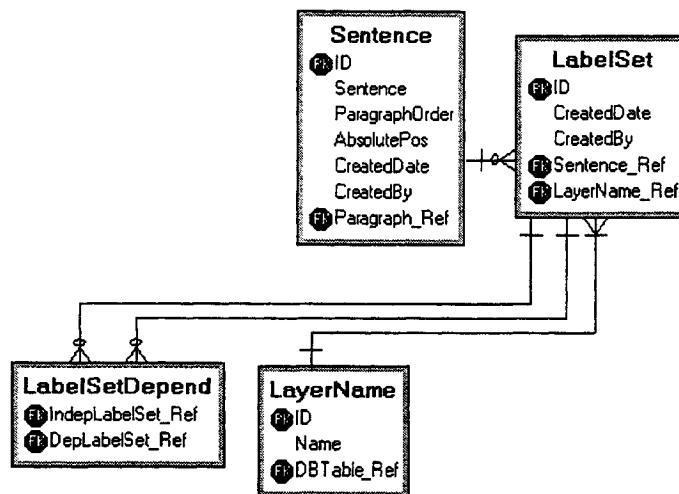 Sentence
ID
Sentence
ParagraphOrder
AbsolutePos
CreatedDate
CreatedBy
Paragraph_Ref
LabelSet
ID
CreatedDate
CreatedBy
Sentence_Ref
LayerName_Ref
LabelSetDepend
IndepLabelSet_Ref
DepLabelSet_Ref
LayerName
ID
Name
DBTable_Ref